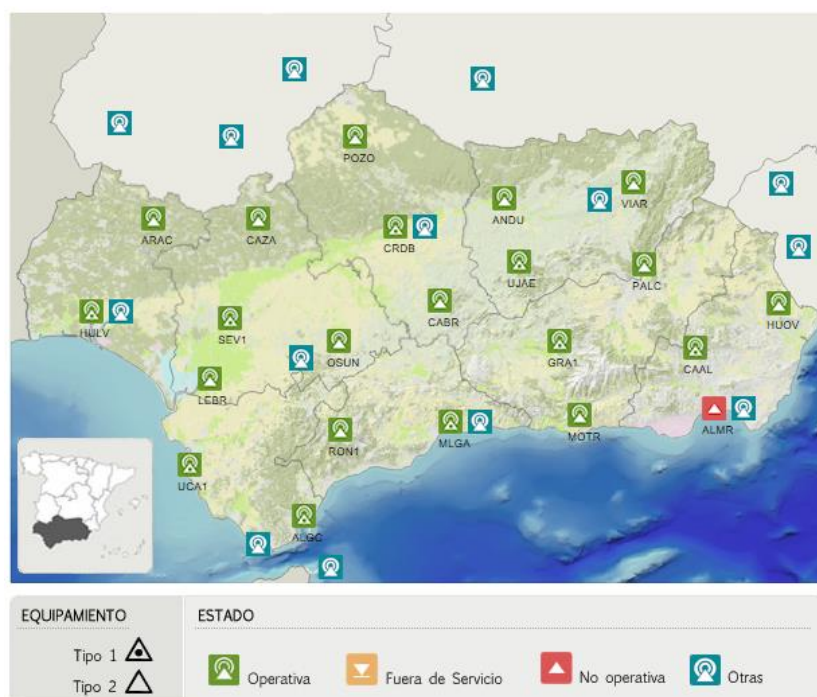 POZO
ARAC
CAZA
CRDB
ANDU
VIAR
UJAE
PALC
HULV
SEV1
CABR
HUOV
OSUN
GRA1
CAAL
LEBR
RON1
MLGA
MOTR
ALMR
UCA1
ALGC
EQUIPAMIENTO
Tipo 1
Tipo 2
ESTADO
Operativa
Fuera de Servicio
No operativa
Otras